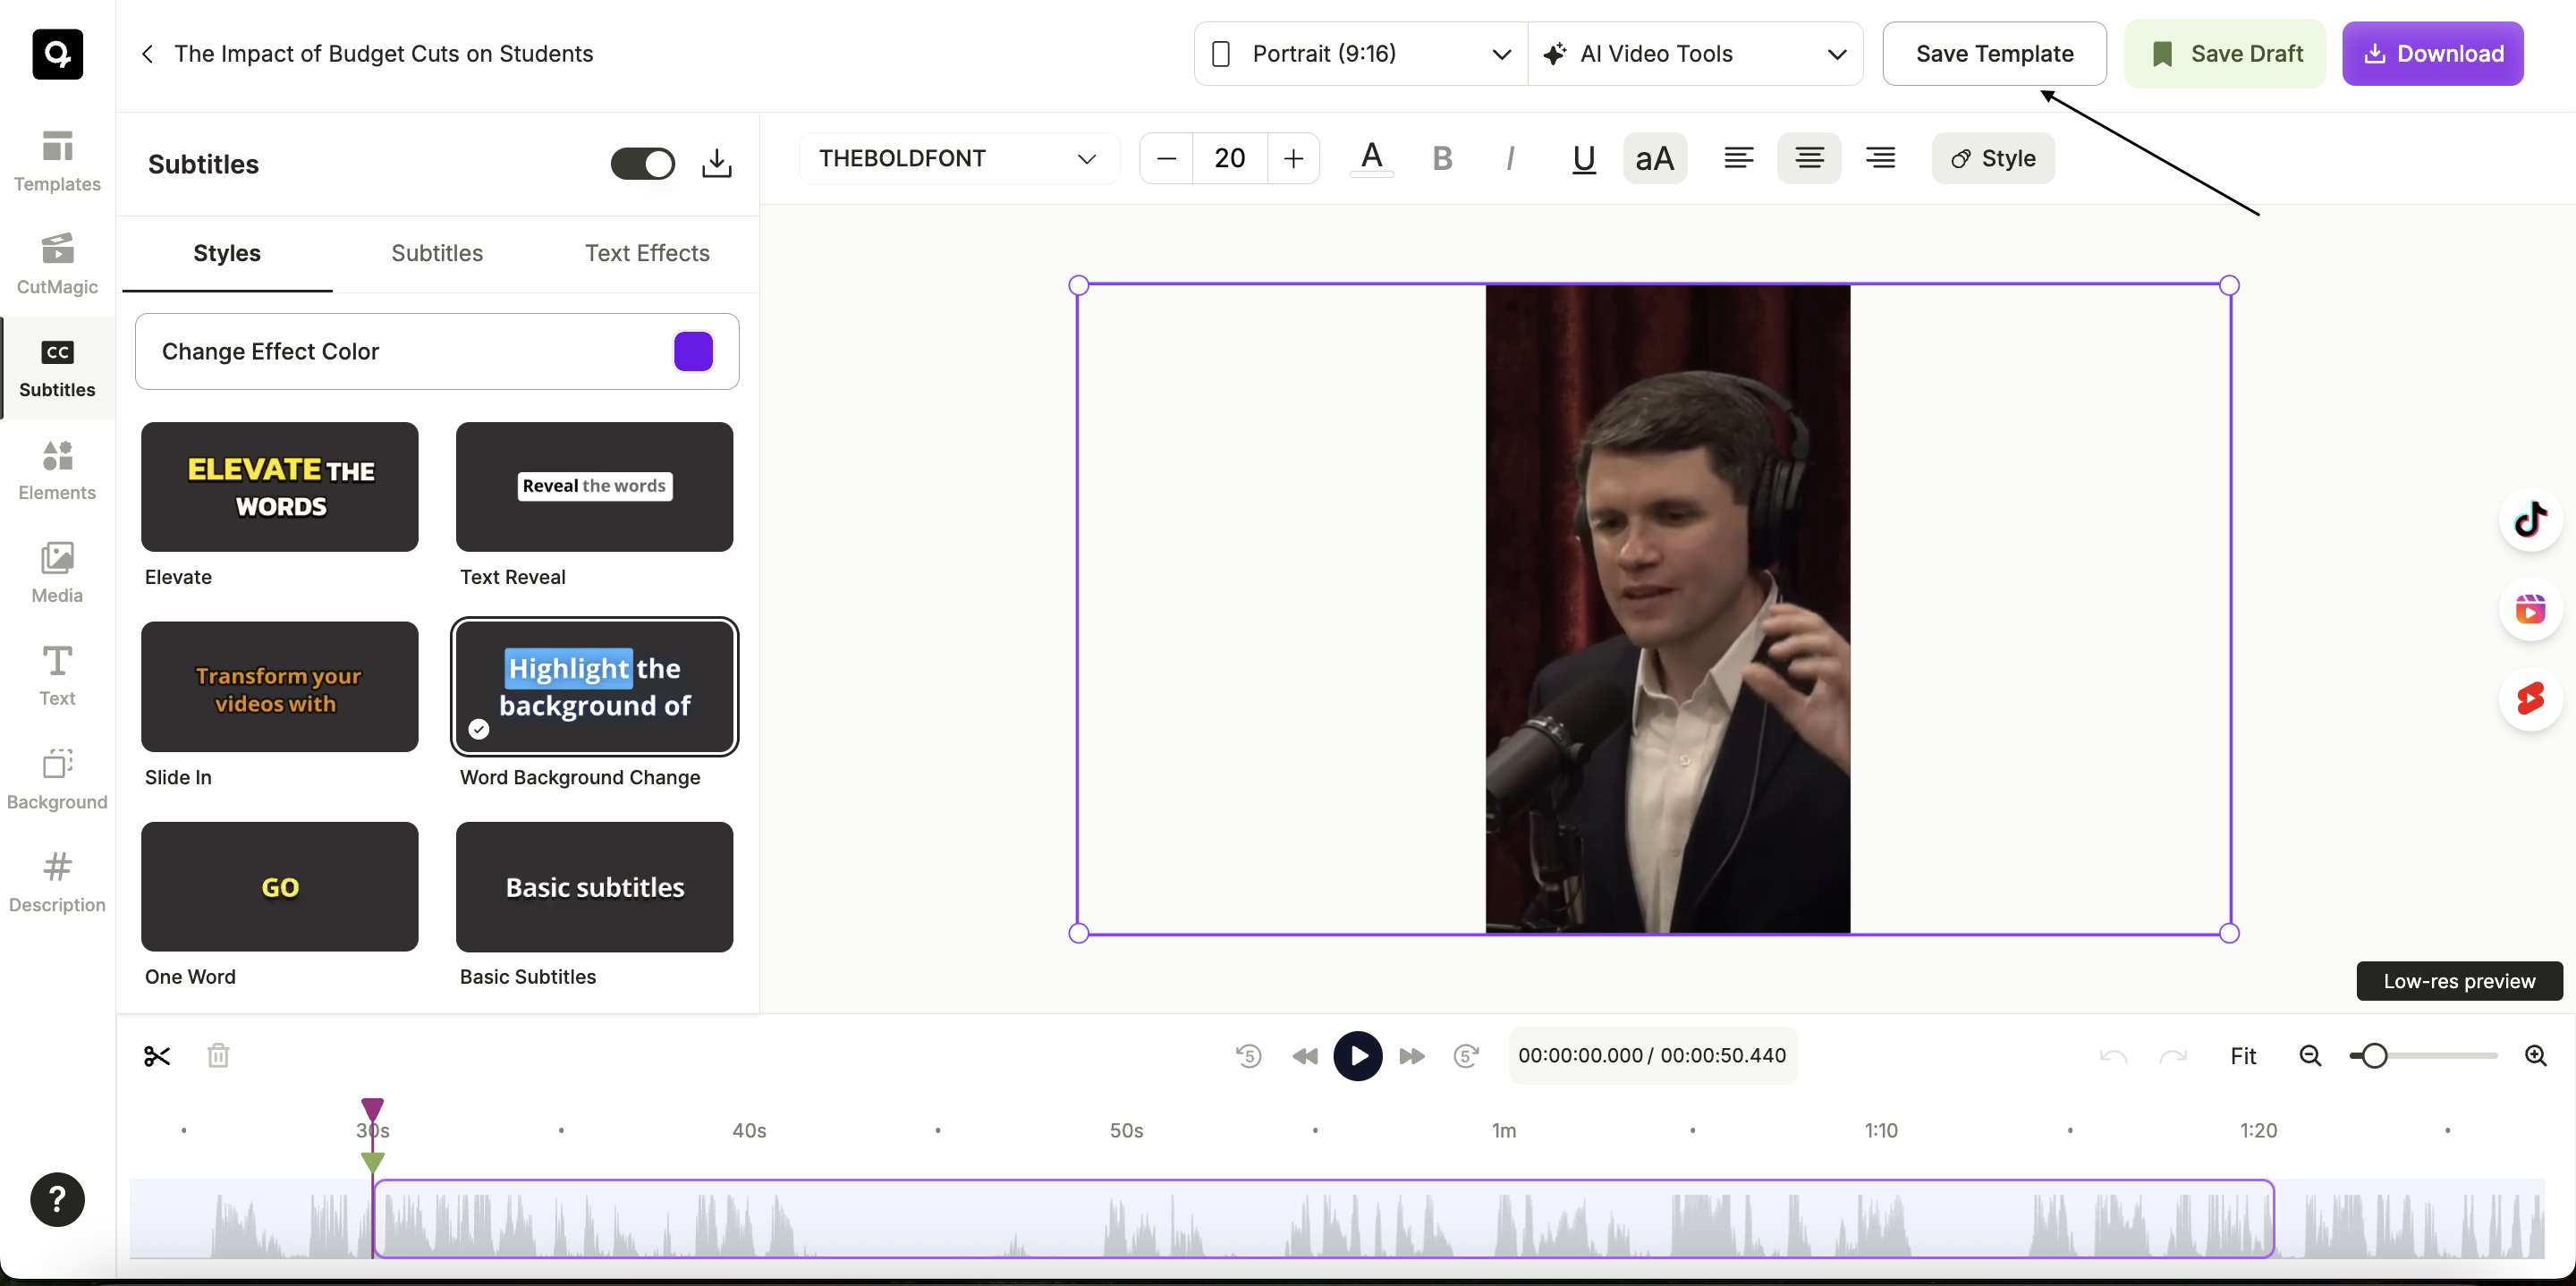 The Impact of Budget Cuts on Students
Portrait (9:16)
AI Video Tools
Save Template
Save Draft
Download
Templates
CutMagic
CC
Subtitles
Elements
Media
Text
Background
Description
?
Subtitles
Styles
Subtitles
Text Effects
Change Effect Color
ELEVATE THE
WORDS
Elevate
Reveal the words
Text Reveal
Transform your
videos with
Slide In
Highlight the
background of
Word Background Change
GO
One Word
Basic subtitles
Basic Subtitles
THEBOLDFONT
20
A
B
I
U
aA
Style
Low-res preview
5
5
00:00:00.000 / 00:00:50.440
Fit
30s
40s
50s
1m
1:10
1:20